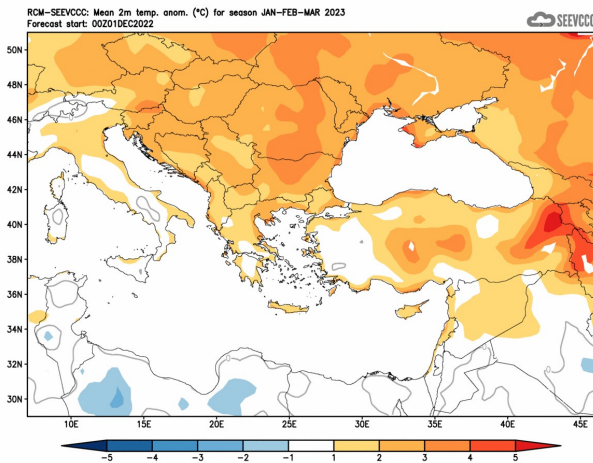 RCM-SEEVCCC: Mean 2m temp. anom. (°C) for season JAN-FEB-MAR 2023
Forecast start: 00Z01DEC2022
SEEVCCC
50N
48N
46N
44N
42N
40N
38N
36N
34N
32N
30N
10E 15E 20E 25E 30E 35E 40E 45E
-5 -4 -3 -2 -1 1 2 3 4 5